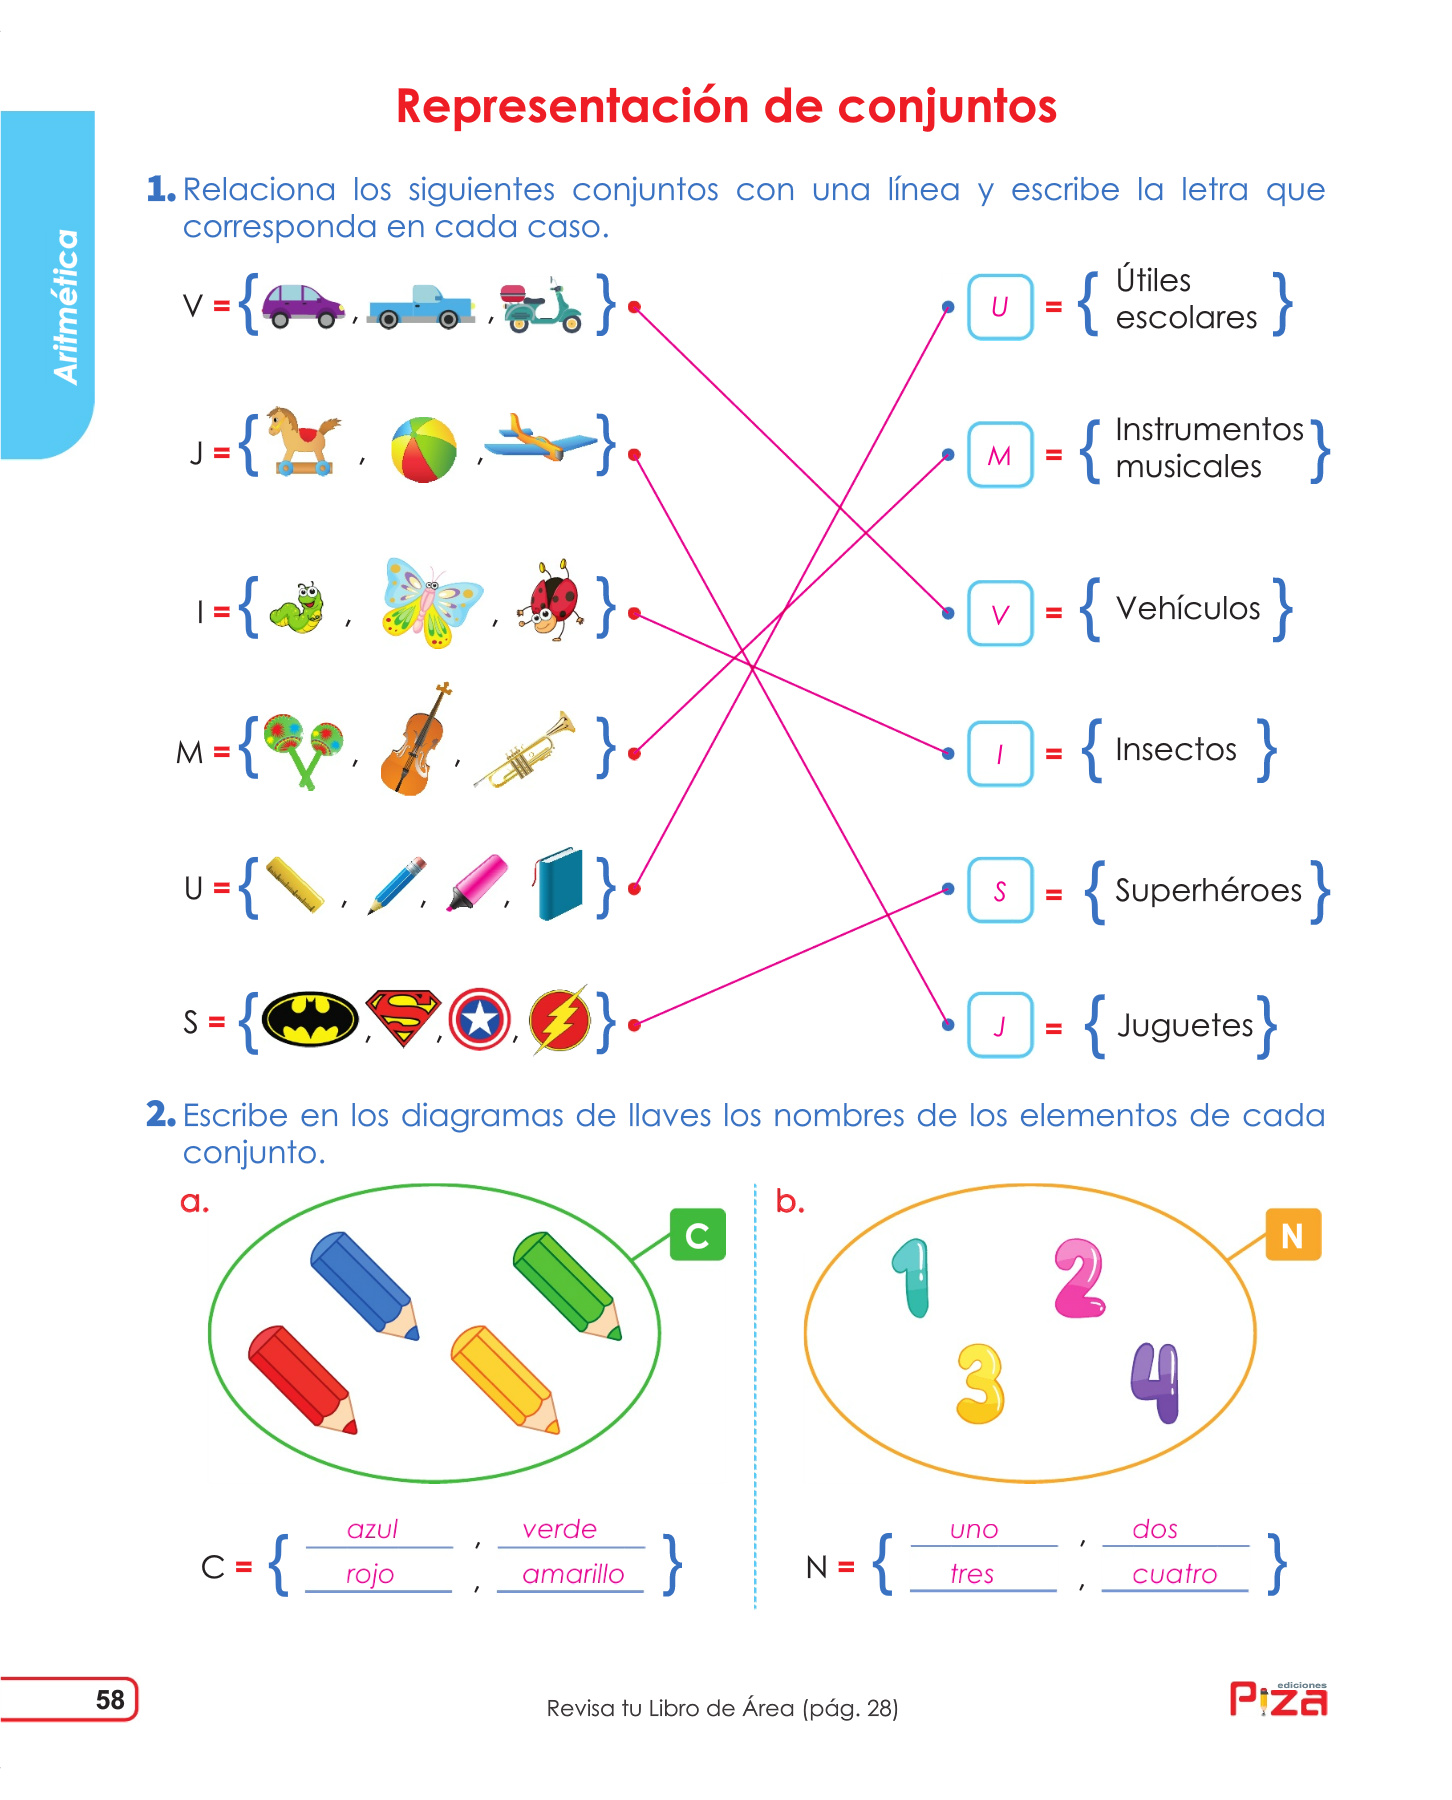 Representación de conjuntos
Aritmética
1. Relaciona los siguientes conjuntos con una línea y escribe la letra que
corresponda en cada caso.
V = { , , }
U = { Útiles
escolares }
J = { , , }
M = { Instrumentos
musicales }
I = { , , }
V = { Vehículos }
M = { , , }
I = { Insectos }
U = { , , , }
S = { Superhéroes }
S = { , , , }
J = { Juguetes }
2. Escribe en los diagramas de llaves los nombres de los elementos de cada
conjunto.
a.
C
b.
N
1 2
3 4
C = { azul , verde
rojo , amarillo }
N = { uno , dos
tres , cuatro }
58
Revisa tu Libro de Área (pág. 28)
ediciones
Piza